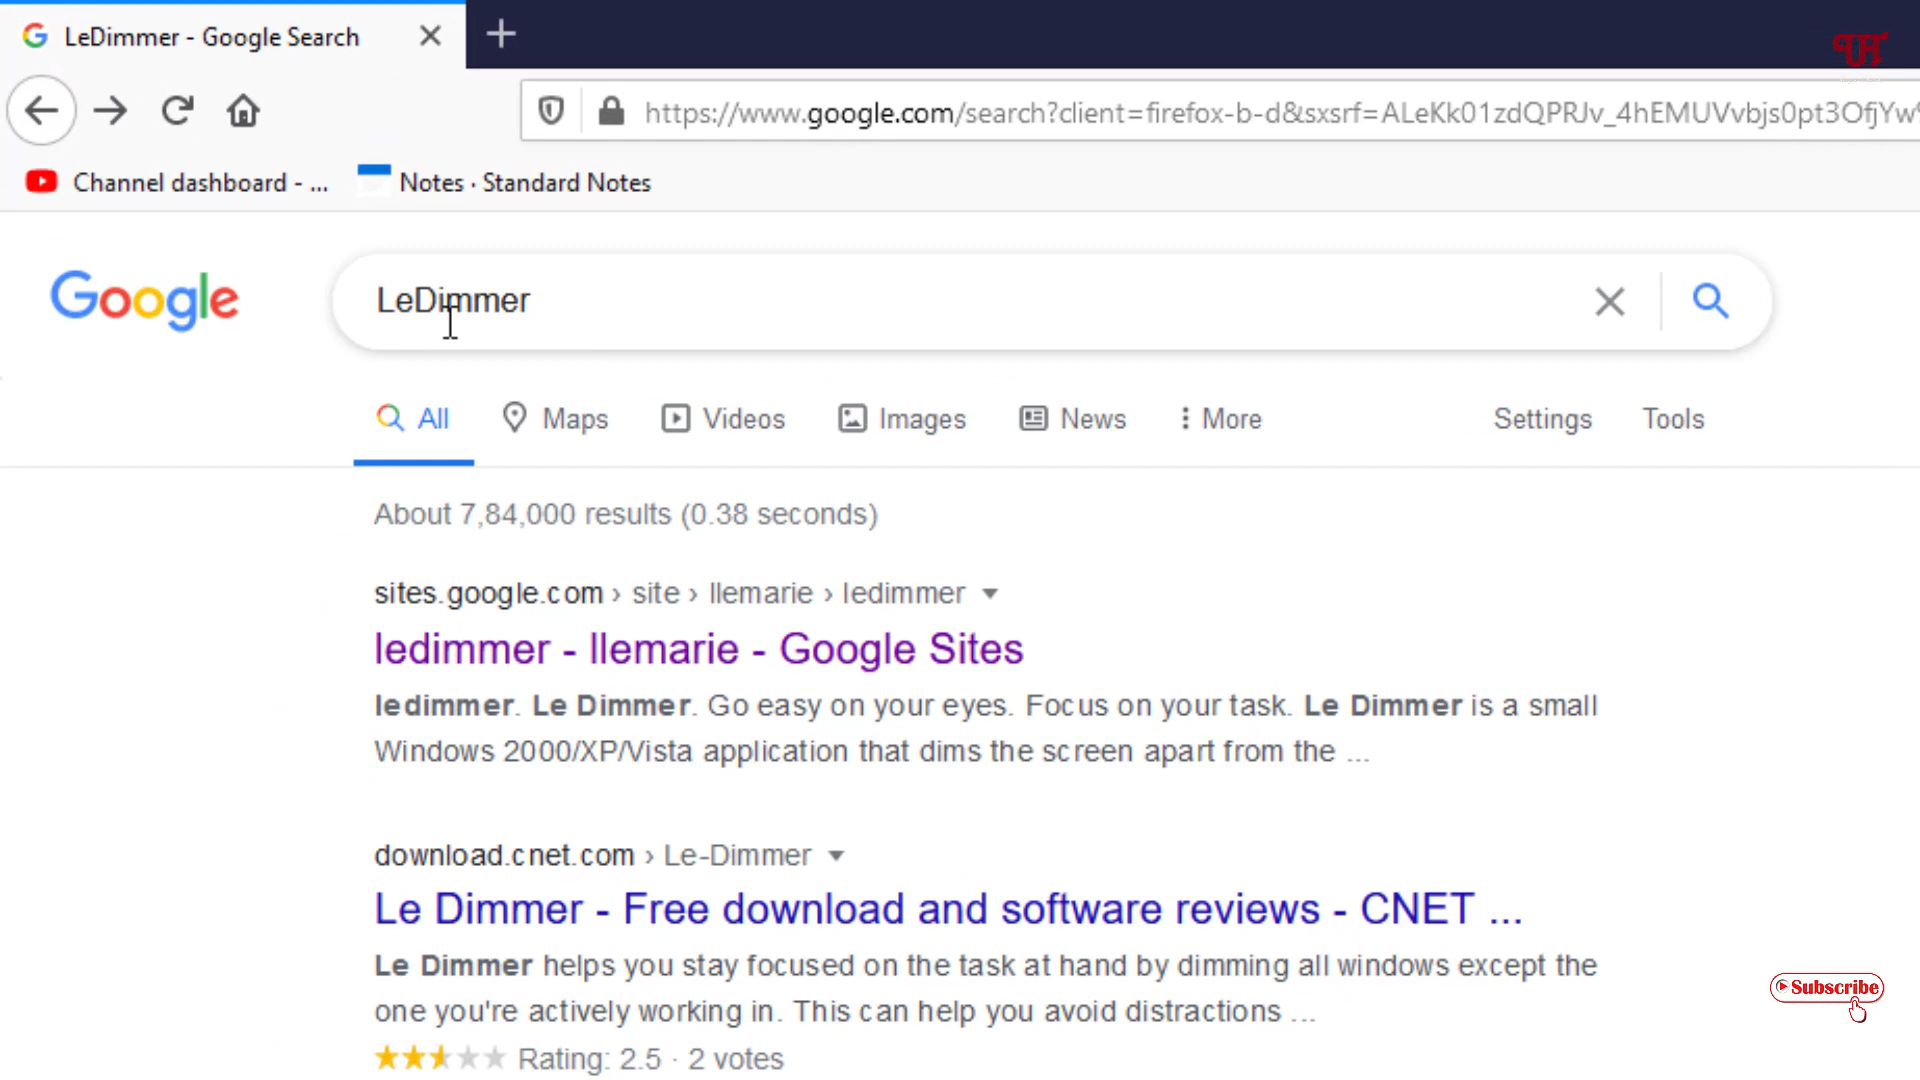 LeDimmer - Google Search
https://www.google.com/search?client=firefox-b-d&sxsrf=ALeKk01zdQPRJv_4hEMUVvbjs0pt3OfjYw
Channel dashboard - ...
Notes · Standard Notes
Google
LeDimmer
All
Maps
Videos
Images
News
More
Settings
Tools
About 7,84,000 results (0.38 seconds)
sites.google.com › site › llemarie › ledimmer
ledimmer - llemarie - Google Sites
ledimmer. Le Dimmer. Go easy on your eyes. Focus on your task. Le Dimmer is a small
Windows 2000/XP/Vista application that dims the screen apart from the ...
download.cnet.com › Le-Dimmer
Le Dimmer - Free download and software reviews - CNET ...
Le Dimmer helps you stay focused on the task at hand by dimming all windows except the
one you're actively working in. This can help you avoid distractions ...
Rating: 2.5 · 2 votes
Subscribe